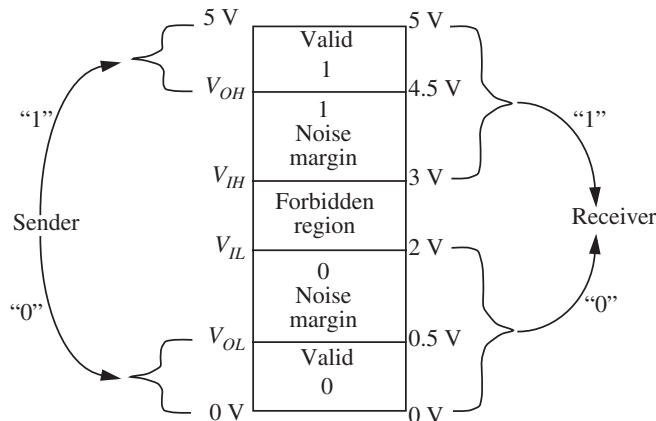 5 V
5 V
Valid
1
V_OH
4.5 V
“1”
1
Noise
margin
“1”
V_IH
3 V
Sender
Forbidden
region
Receiver
V_IL
2 V
“0”
0
Noise
margin
“0”
V_OL
0.5 V
Valid
0
0 V
0 V